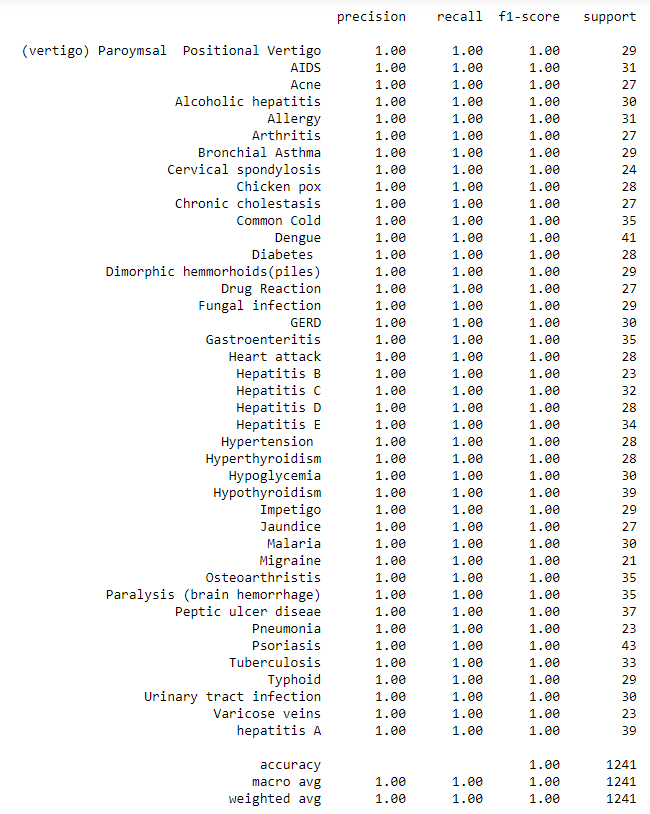 precision recall f1-score support
(vertigo) Paroymsal Positional Vertigo 1.00 1.00 1.00 29
AIDS 1.00 1.00 1.00 31
Acne 1.00 1.00 1.00 27
Alcoholic hepatitis 1.00 1.00 1.00 30
Allergy 1.00 1.00 1.00 31
Arthritis 1.00 1.00 1.00 27
Bronchial Asthma 1.00 1.00 1.00 29
Cervical spondylosis 1.00 1.00 1.00 24
Chicken pox 1.00 1.00 1.00 28
Chronic cholestasis 1.00 1.00 1.00 27
Common Cold 1.00 1.00 1.00 35
Dengue 1.00 1.00 1.00 41
Diabetes 1.00 1.00 1.00 28
Dimorphic hemmorhoids(piles) 1.00 1.00 1.00 29
Drug Reaction 1.00 1.00 1.00 27
Fungal infection 1.00 1.00 1.00 29
GERD 1.00 1.00 1.00 30
Gastroenteritis 1.00 1.00 1.00 35
Heart attack 1.00 1.00 1.00 28
Hepatitis B 1.00 1.00 1.00 23
Hepatitis C 1.00 1.00 1.00 32
Hepatitis D 1.00 1.00 1.00 28
Hepatitis E 1.00 1.00 1.00 34
Hypertension 1.00 1.00 1.00 28
Hyperthyroidism 1.00 1.00 1.00 28
Hypoglycemia 1.00 1.00 1.00 30
Hypothyroidism 1.00 1.00 1.00 39
Impetigo 1.00 1.00 1.00 29
Jaundice 1.00 1.00 1.00 27
Malaria 1.00 1.00 1.00 30
Migraine 1.00 1.00 1.00 21
Osteoarthristis 1.00 1.00 1.00 35
Paralysis (brain hemorrhage) 1.00 1.00 1.00 35
Peptic ulcer diseae 1.00 1.00 1.00 37
Pneumonia 1.00 1.00 1.00 23
Psoriasis 1.00 1.00 1.00 43
Tuberculosis 1.00 1.00 1.00 33
Typhoid 1.00 1.00 1.00 29
Urinary tract infection 1.00 1.00 1.00 30
Varicose veins 1.00 1.00 1.00 23
hepatitis A 1.00 1.00 1.00 39
accuracy 1.00 1241
macro avg 1.00 1.00 1.00 1241
weighted avg 1.00 1.00 1.00 1241